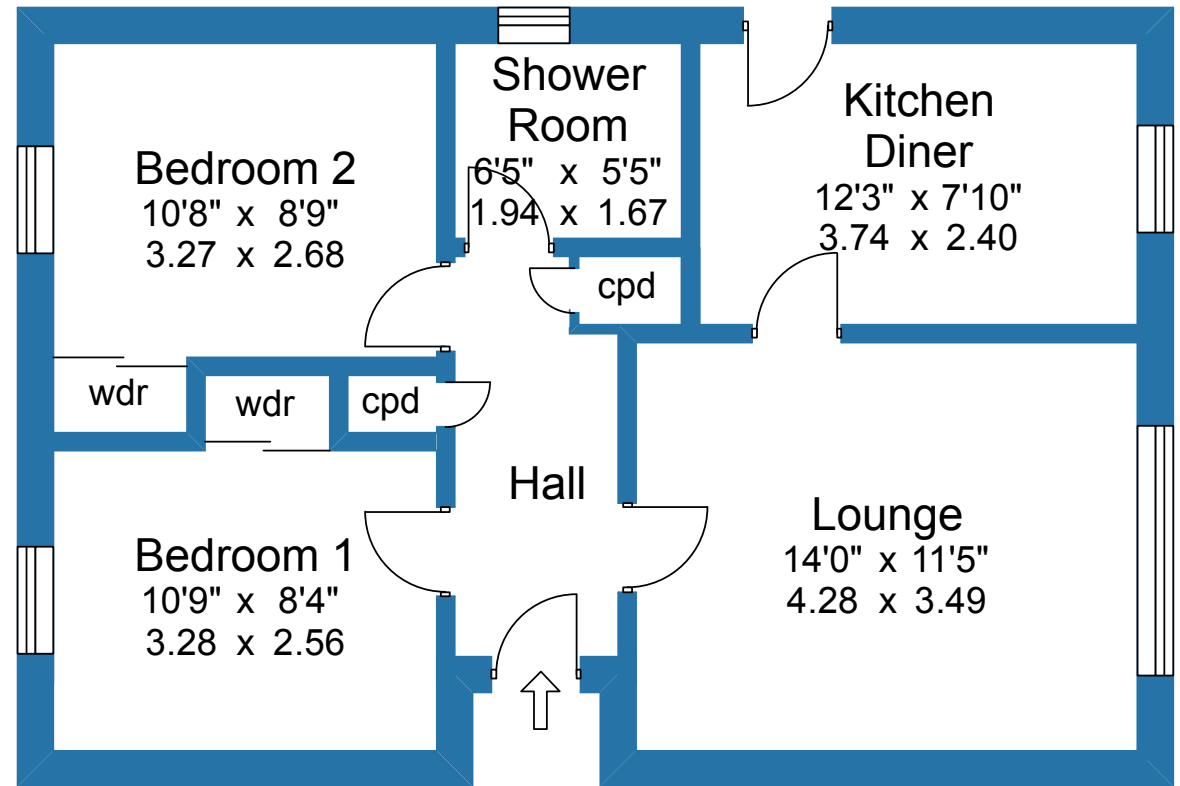 Shower
Room
6'5" x 5'5"
1.94 x 1.67
Kitchen
Diner
12'3" x 7'10"
3.74 x 2.40
Bedroom 2
10'8" x 8'9"
3.27 x 2.68
cpd
wdr
wdr
cpd
Hall
Lounge
14'0" x 11'5"
4.28 x 3.49
Bedroom 1
10'9" x 8'4"
3.28 x 2.56